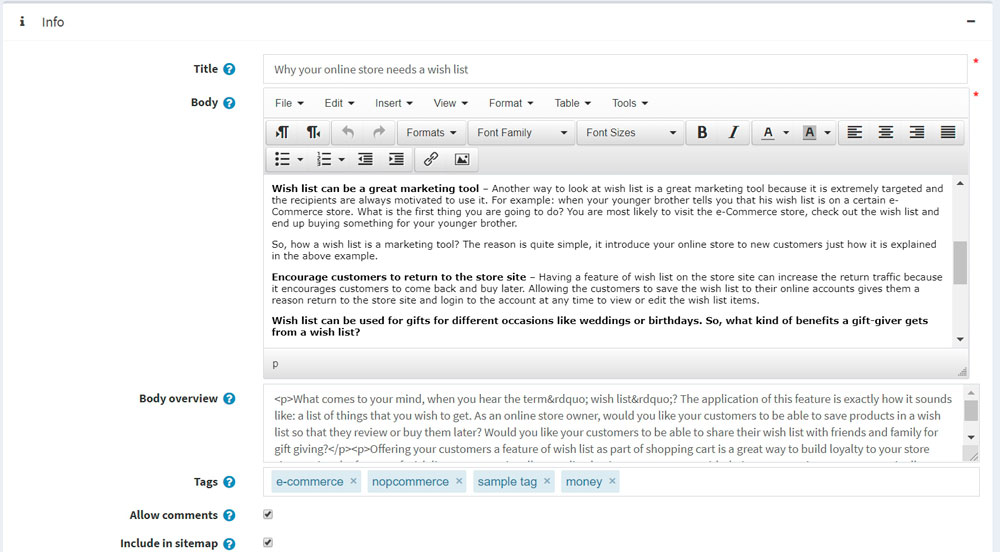 Info
Title
Why your online store needs a wish list
*
Body
*
File Edit Insert View Format Table Tools
Formats Font Family Font Sizes B I A A
Wish list can be a great marketing tool – Another way to look at wish list is a great marketing tool because it is extremely targeted and
the recipients are always motivated to use it. For example: when your younger brother tells you that his wish list is on a certain e-
Commerce store. What is the first thing you are going to do? You are most likely to visit the e-Commerce store, check out the wish list and
end up buying something for your younger brother.
So, how a wish list is a marketing tool? The reason is quite simple, it introduce your online store to new customers just how it is explained
in the above example.
Encourage customers to return to the store site – Having a feature of wish list on the store site can increase the return traffic because
it encourages customers to come back and buy later. Allowing the customers to save the wish list to their online accounts gives them a
reason return to the store site and login to the account at any time to view or edit the wish list items.
Wish list can be used for gifts for different occasions like weddings or birthdays. So, what kind of benefits a gift-giver gets
from a wish list?
p
Body overview
<p>What comes to your mind, when you hear the term&rdquo; wish list&rdquo;? The application of this feature is exactly how it sounds
like: a list of things that you wish to get. As an online store owner, would you like your customers to be able to save products in a wish
list so that they review or buy them later? Would you like your customers to be able to share their wish list with friends and family for
gift giving?</p><p>Offering your customers a feature of wish list as part of shopping cart is a great way to build loyalty to your store
Tags
e-commerce × nopcommerce × sample tag × money ×
Allow comments
Include in sitemap